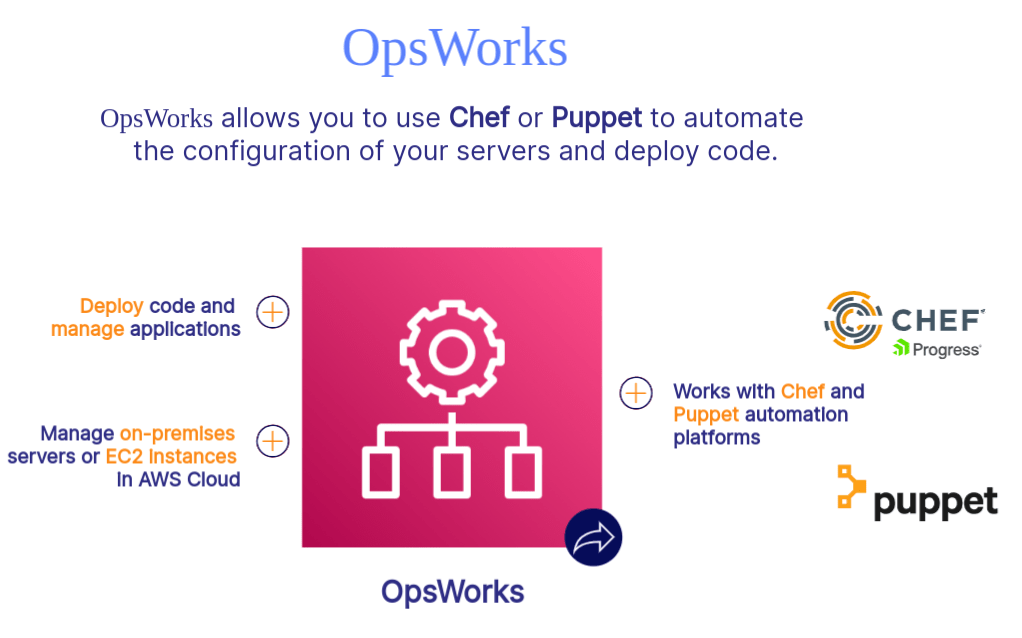 OpsWorks
OpsWorks allows you to use Chef or Puppet to automate
the configuration of your servers and deploy code.
Deploy code and
manage applications
Manage on-premises
servers or EC2 instances
in AWS Cloud
OpsWorks
CHEF
Progress®
Works with Chef and
Puppet automation
platforms
puppet